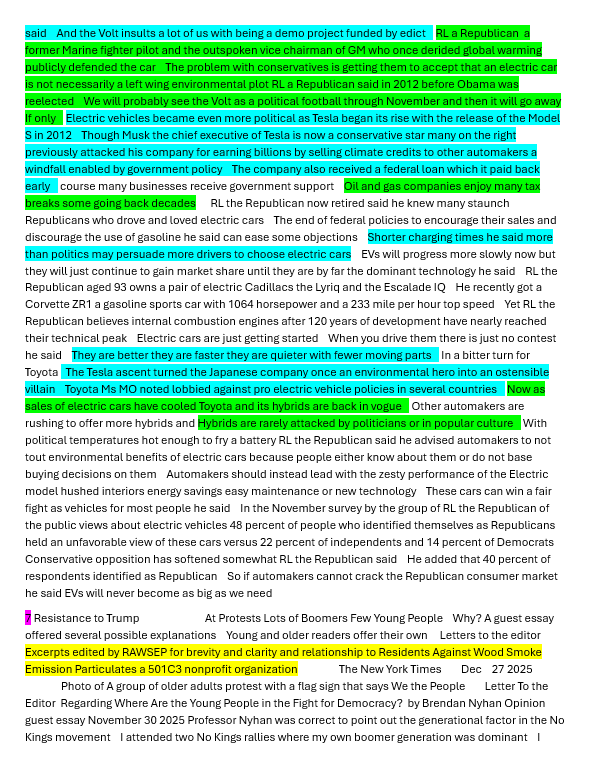 said And the Volt insults a lot of us with being a demo project funded by edict RL a Republican a
former Marine fighter pilot and the outspoken vice chairman of GM who once derided global warming
publicly defended the car The problem with conservatives is getting them to accept that an electric car
is not necessarily a left wing environmental plot RL a Republican said in 2012 before Obama was
reelected We will probably see the Volt as a political football through November and then it will go away
If only Electric vehicles became even more political as Tesla began its rise with the release of the Model
S in 2012 Though Musk the chief executive of Tesla is now a conservative star many on the right
previously attacked his company for earning billions by selling climate credits to other automakers a
windfall enabled by government policy The company also received a federal loan which it paid back
early course many businesses receive government support Oil and gas companies enjoy many tax
breaks some going back decades RL the Republican now retired said he knew many staunch
Republicans who drove and loved electric cars The end of federal policies to encourage their sales and
discourage the use of gasoline he said can ease some objections Shorter charging times he said more
than politics may persuade more drivers to choose electric cars EVs will progress more slowly now but
they will just continue to gain market share until they are by far the dominant technology he said RL the
Republican aged 93 owns a pair of electric Cadillacs the Lyriq and the Escalade IQ He recently got a
Corvette ZR1 a gasoline sports car with 1064 horsepower and a 233 mile per hour top speed Yet RL the
Republican believes internal combustion engines after 120 years of development have nearly reached
their technical peak Electric cars are just getting started When you drive them there is just no contest
he said They are better they are faster they are quieter with fewer moving parts In a bitter turn for
Toyota The Tesla ascent turned the Japanese company once an environmental hero into an ostensible
villain Toyota Ms MO noted lobbied against pro electric vehicle policies in several countries Now as
sales of electric cars have cooled Toyota and its hybrids are back in vogue Other automakers are
rushing to offer more hybrids and Hybrids are rarely attacked by politicians or in popular culture With
political temperatures hot enough to fry a battery RL the Republican said he advised automakers to not
tout environmental benefits of electric cars because people either know about them or do not base
buying decisions on them Automakers should instead lead with the zesty performance of the Electric
model hushed interiors energy savings easy maintenance or new technology These cars can win a fair
fight as vehicles for most people he said In the November survey by the group of RL the Republican of
the public views about electric vehicles 48 percent of people who identified themselves as Republicans
held an unfavorable view of these cars versus 22 percent of independents and 14 percent of Democrats
Conservative opposition has softened somewhat RL the Republican said He added that 40 percent of
respondents identified as Republican So if automakers cannot crack the Republican consumer market
he said EVs will never become as big as we need
7 Resistance to Trump At Protests Lots of Boomers Few Young People Why? A guest essay
offered several possible explanations Young and older readers offer their own Letters to the editor
Excerpts edited by RAWSEP for brevity and clarity and relationship to Residents Against Wood Smoke
Emission Particulates a 501C3 nonprofit organization The New York Times Dec 27 2025
Photo of A group of older adults protest with a flag sign that says We the People Letter To the
Editor Regarding Where Are the Young People in the Fight for Democracy? by Brendan Nyhan Opinion
guest essay November 30 2025 Professor Nyhan was correct to point out the generational factor in the No
Kings movement I attended two No Kings rallies where my own boomer generation was dominant I